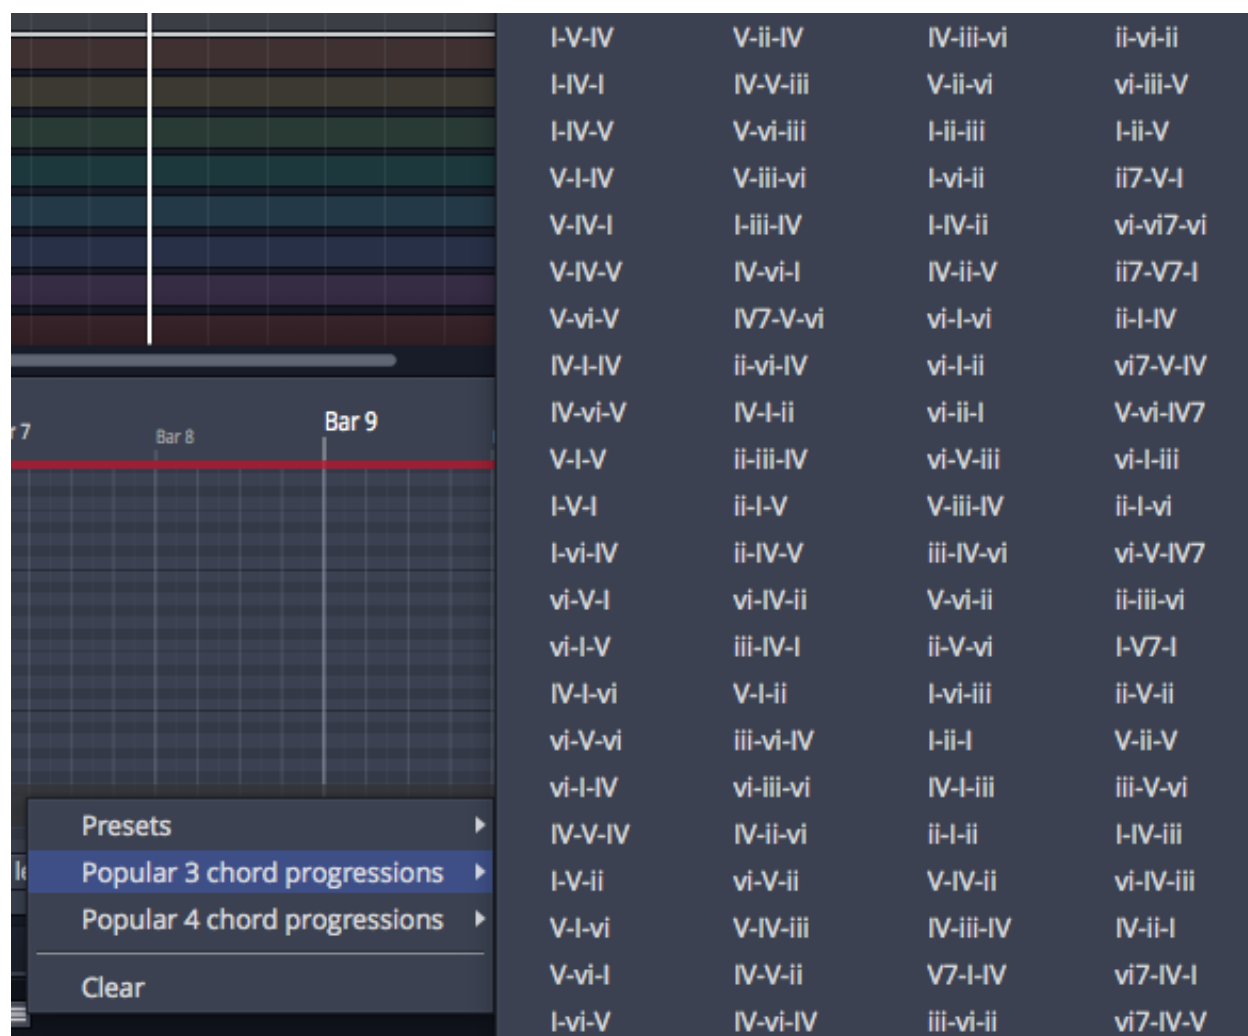 I-V-IV V-ii-IV IV-iii-vi ii-vi-ii
I-IV-I IV-V-iii V-ii-vi vi-iii-V
I-IV-V V-vi-iii I-ii-iii I-ii-V
V-I-IV V-iii-vi I-vi-ii ii7-V-I
V-IV-I I-iii-IV I-IV-ii vi-vi7-vi
V-IV-V IV-vi-I IV-ii-V ii7-V7-I
V-vi-V IV7-V-vi vi-I-vi ii-I-IV
IV-I-IV ii-vi-IV vi-I-ii vi7-V-IV
IV-vi-V IV-I-ii vi-ii-I V-vi-IV7
V-I-V ii-iii-IV vi-V-iii vi-I-iii
I-V-I ii-I-V V-iii-IV ii-I-vi
I-vi-IV ii-IV-V iii-IV-vi vi-V-IV7
vi-V-I vi-IV-ii V-vi-ii ii-iii-vi
vi-I-V iii-IV-I ii-V-vi I-V7-I
IV-I-vi V-I-ii I-vi-iii ii-V-ii
vi-V-vi iii-vi-IV I-ii-I V-ii-V
vi-I-IV vi-iii-vi IV-I-iii iii-V-vi
IV-V-IV IV-ii-vi ii-I-ii I-IV-iii
I-V-ii vi-V-ii V-IV-ii vi-IV-iii
V-I-vi V-IV-iii IV-iii-IV IV-ii-I
V-vi-I IV-V-ii V7-I-IV vi7-IV-I
I-vi-V IV-vi-IV iii-vi-ii vi7-IV-V
r 7 Bar 8 Bar 9
Presets
Popular 3 chord progressions
Popular 4 chord progressions
Clear